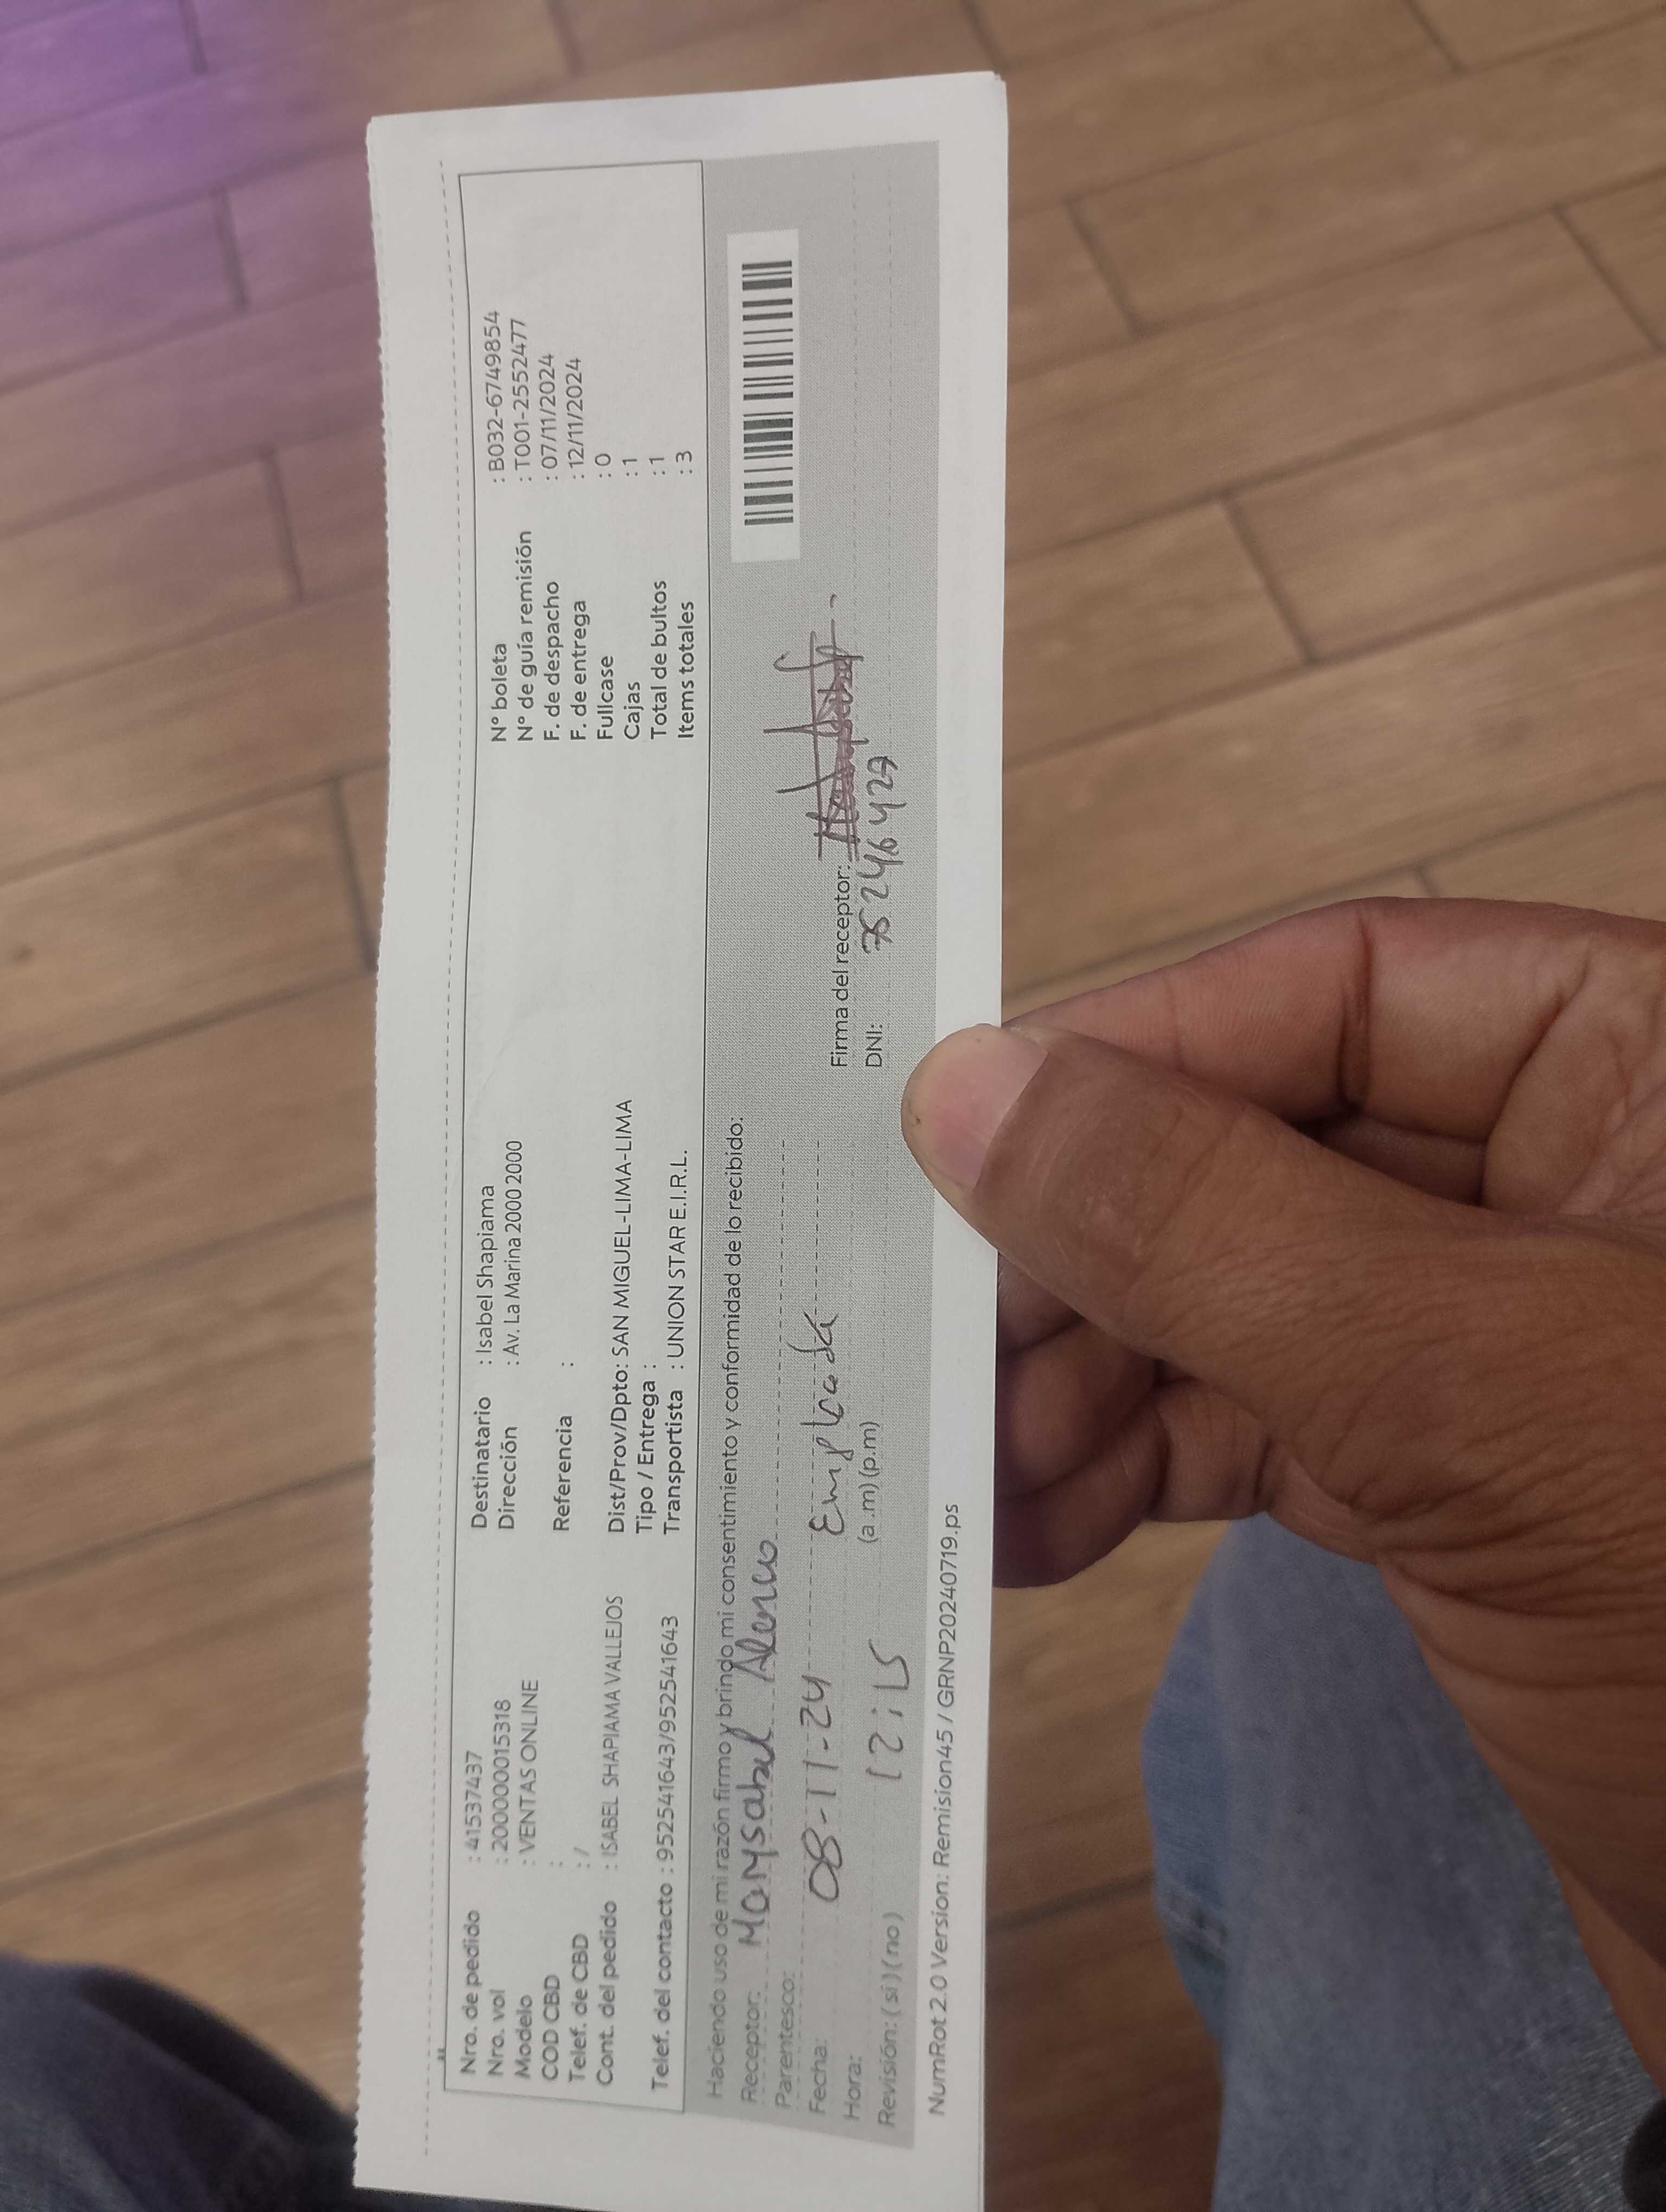 Nro. de pedido : 41537437
Nro. vol : 200000015318
Modelo : VENTAS ONLINE
COD CBD :
Telef. de CBD : /
Cont. del pedido : ISABEL SHAPIAMA VALLEJOS
Telef. del contacto : 952541643/952541643
Destinatario : Isabel Shapiama
Dirección : Av. La Marina 2000 2000
Referencia :
Dist/Prov/Dpto: SAN MIGUEL-LIMA-LIMA
Tipo / Entrega :
Transportista : UNION STAR E.I.R.L.
N° boleta : B032-6749854
N° de guía remisión : T001-2552477
F. de despacho : 07/11/2024
F. de entrega : 12/11/2024
Fullcase : 0
Cajas : 1
Total de bultos : 1
Items totales : 3
Haciendo uso de mi razón firmo y brindo mi consentimiento y conformidad de lo recibido:
Receptor:
Parentesco: Empleada
Fecha: 08-11-24
Hora: 12:15 (a.m) (p.m)
Revisión: (si) (no)
Firma del receptor:
DNI: 75246427
NumRot 2.0 Version: Remision45 / GRNP20240719.ps